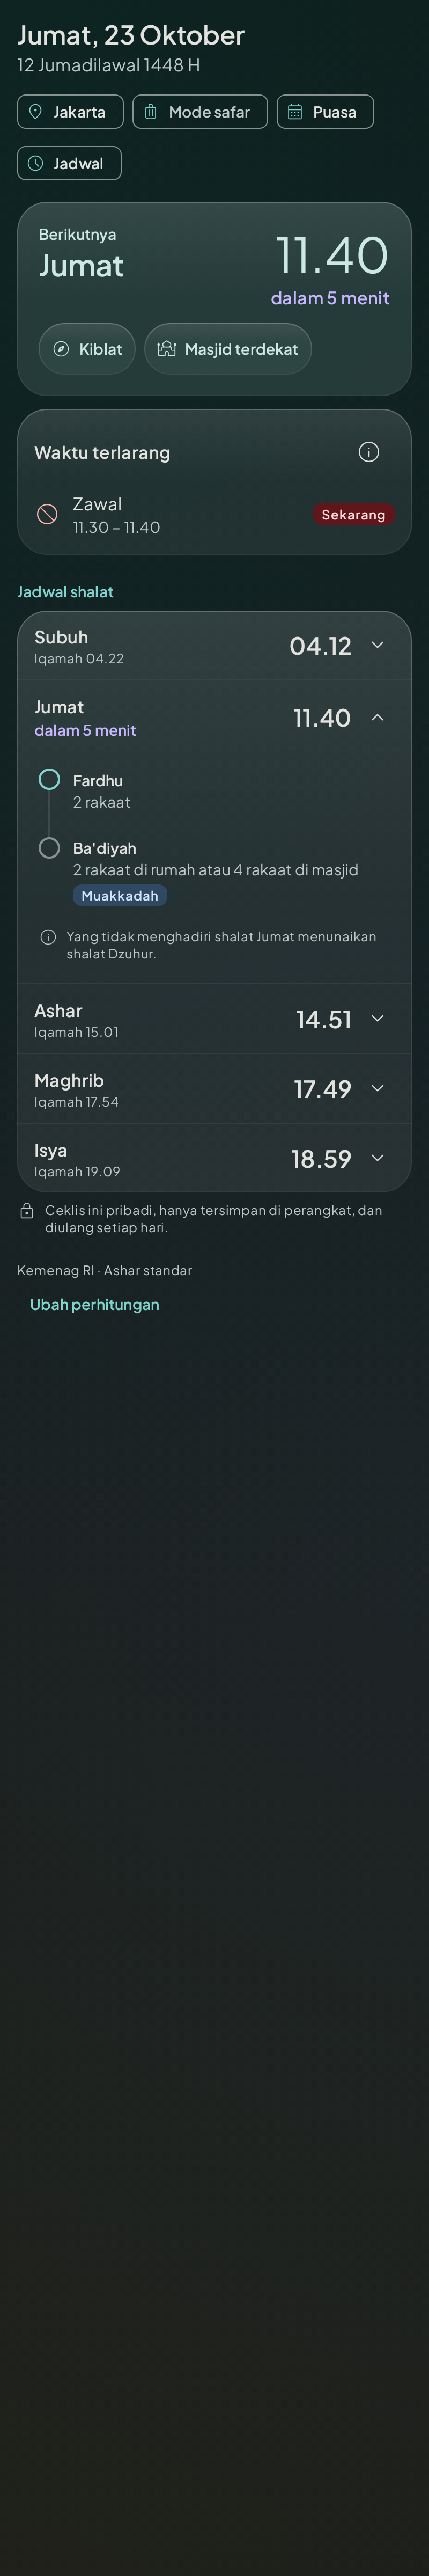 Jumat, 23 Oktober
12 Jumadilawal 1448 H
Jakarta
Mode safar
Puasa
Jadwal
Berikutnya
Jumat
11.40
dalam 5 menit
Kiblat
Masjid terdekat
Waktu terlarang
Zawal
11.30 – 11.40
Sekarang
Jadwal shalat
Subuh
Iqamah 04.22
04.12
Jumat
dalam 5 menit
11.40
Fardhu
2 rakaat
Ba'diyah
2 rakaat di rumah atau 4 rakaat di masjid
Muakkadah
Yang tidak menghadiri shalat Jumat menunaikan
shalat Dzuhur.
Ashar
Iqamah 15.01
14.51
Maghrib
Iqamah 17.54
17.49
Isya
Iqamah 19.09
18.59
Ceklis ini pribadi, hanya tersimpan di perangkat, dan
diulang setiap hari.
Kemenag RI · Ashar standar
Ubah perhitungan